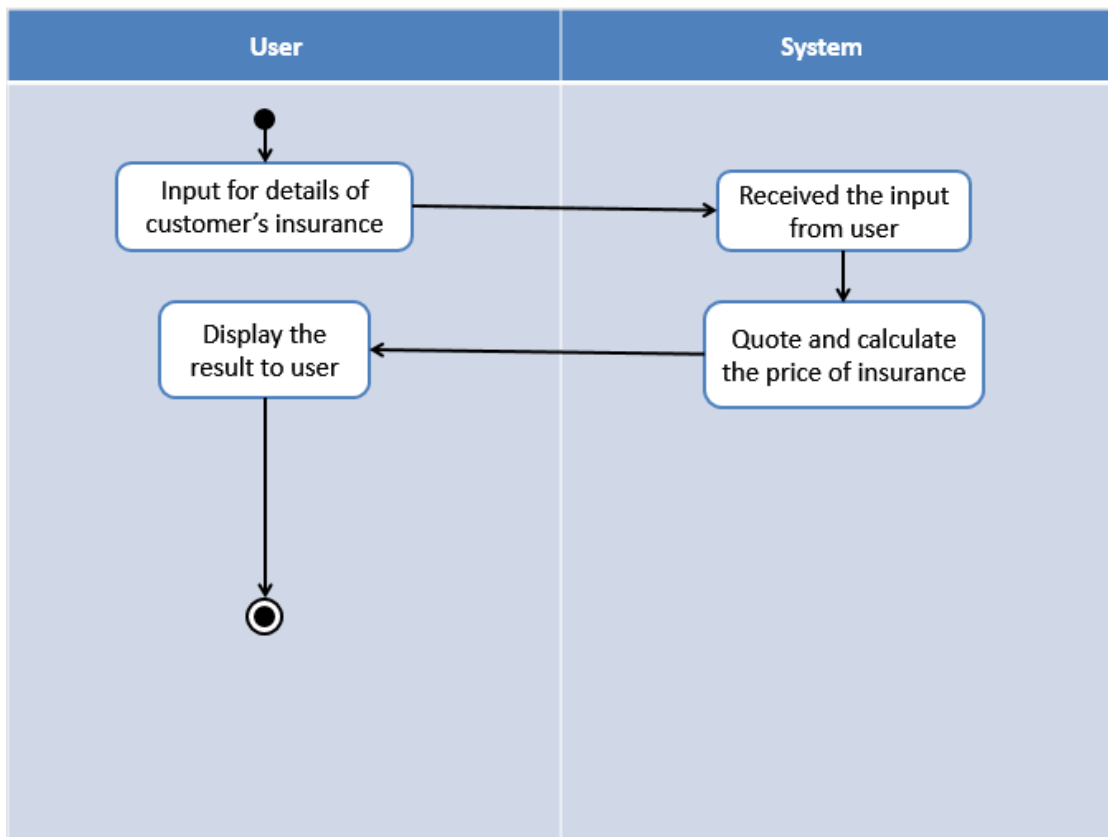 User
System
Input for details of
customer’s insurance
Received the input
from user
Quote and calculate
the price of insurance
Display the
result to user